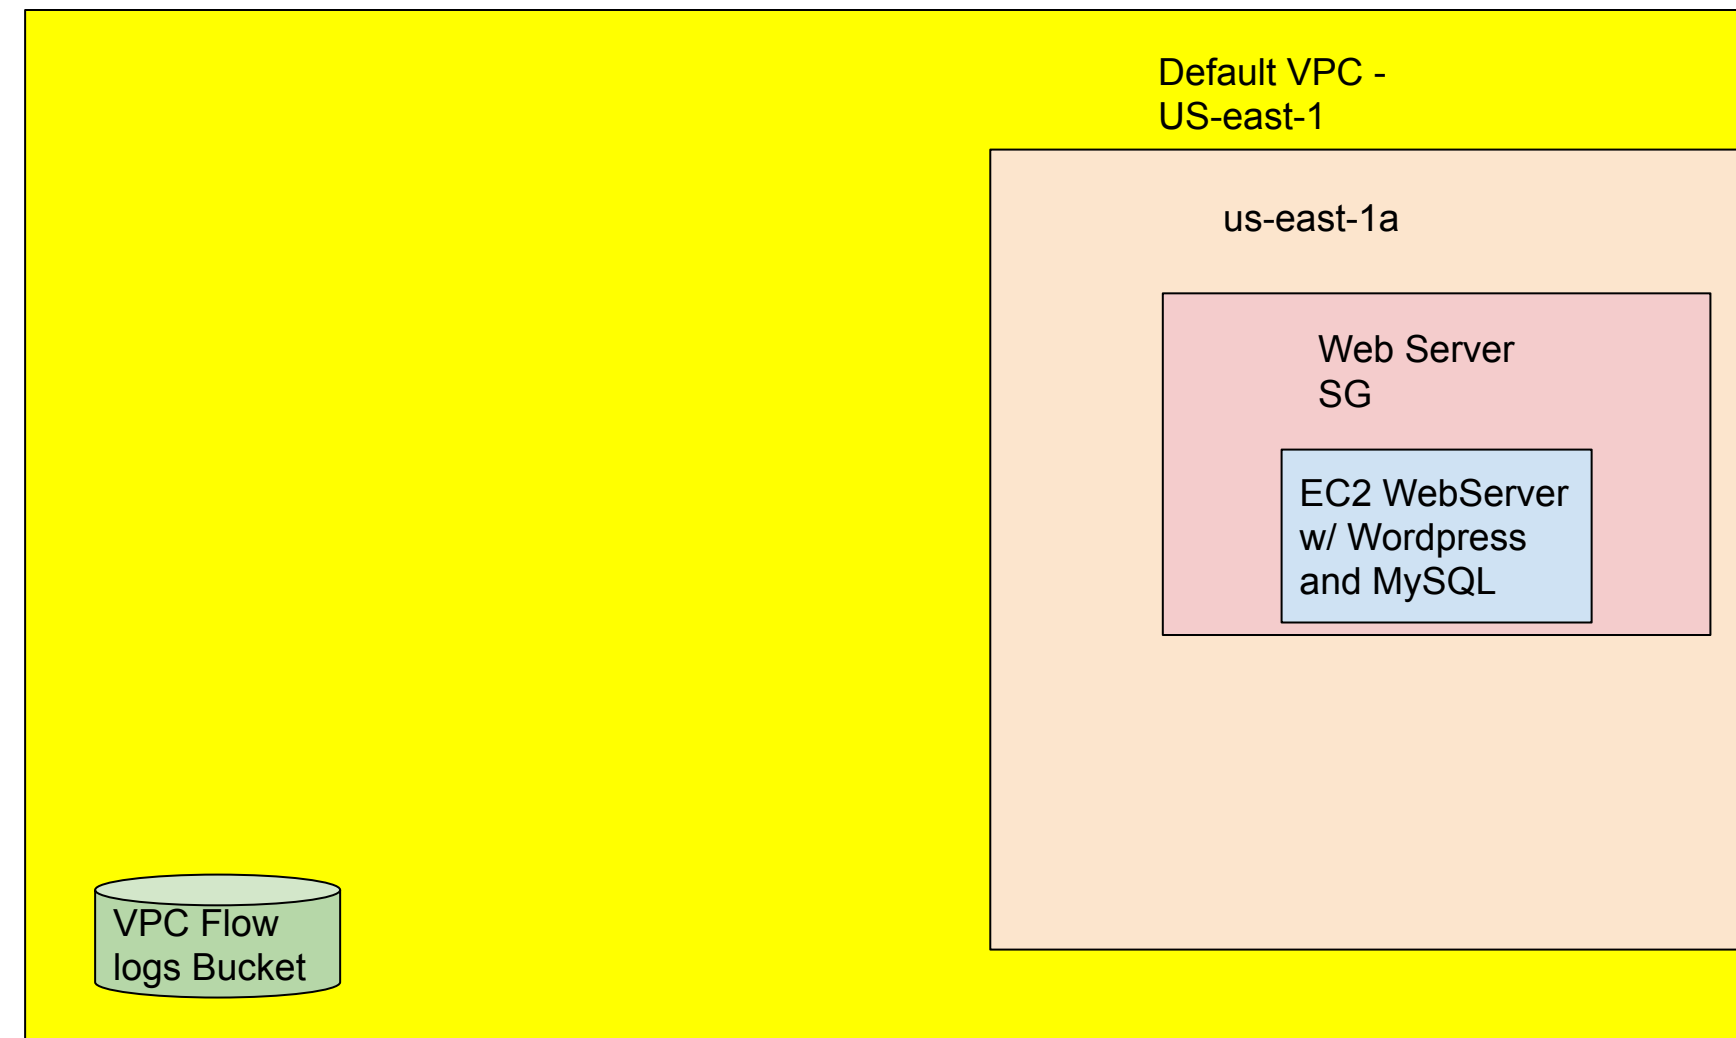 Default VPC -
US-east-1
us-east-1a
Web Server
SG
EC2 WebServer
w/ Wordpress
and MySQL
VPC Flow
logs Bucket